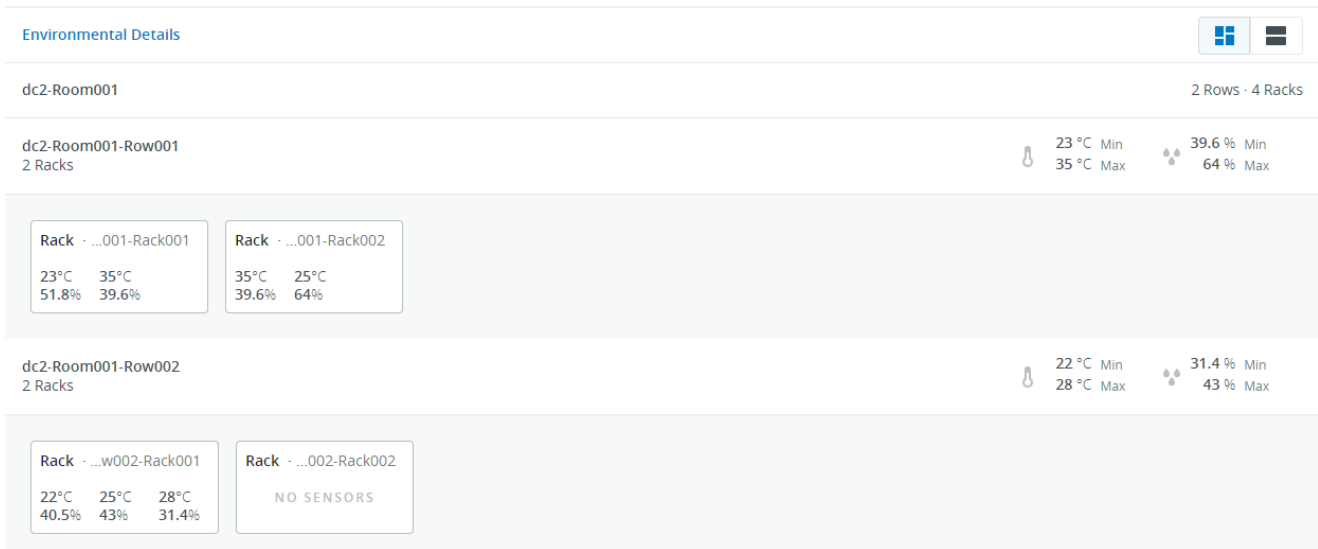 Environmental Details
dc2-Room001 2 Rows · 4 Racks
dc2-Room001-Row001
2 Racks
23 °C Min 39.6 % Min
35 °C Max 64 % Max
Rack · ...001-Rack001
23°C 35°C
51.8% 39.6%
Rack · ...001-Rack002
35°C 25°C
39.6% 64%
dc2-Room001-Row002
2 Racks
22 °C Min 31.4 % Min
28 °C Max 43 % Max
Rack · ...w002-Rack001
22°C 25°C 28°C
40.5% 43% 31.4%
Rack · ...002-Rack002
NO SENSORS